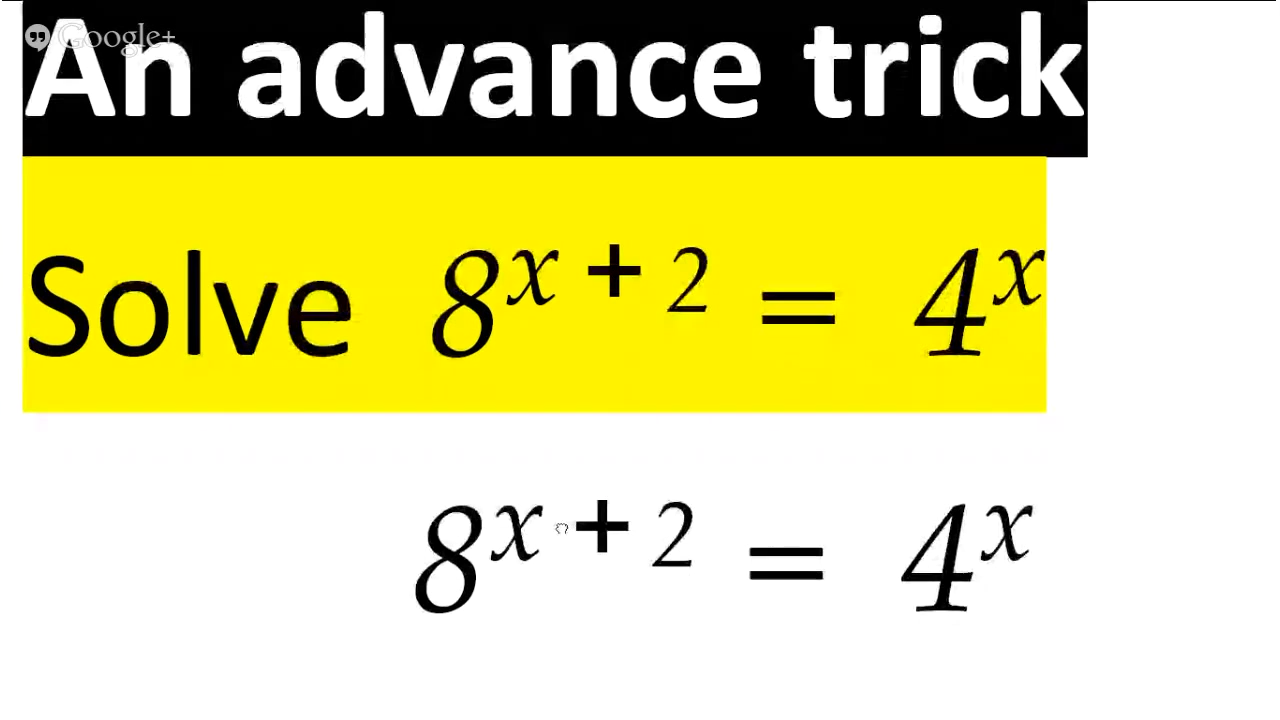 Google+
An advance trick
Solve 8^{x + 2} = 4^x
8^{x + 2} = 4^x